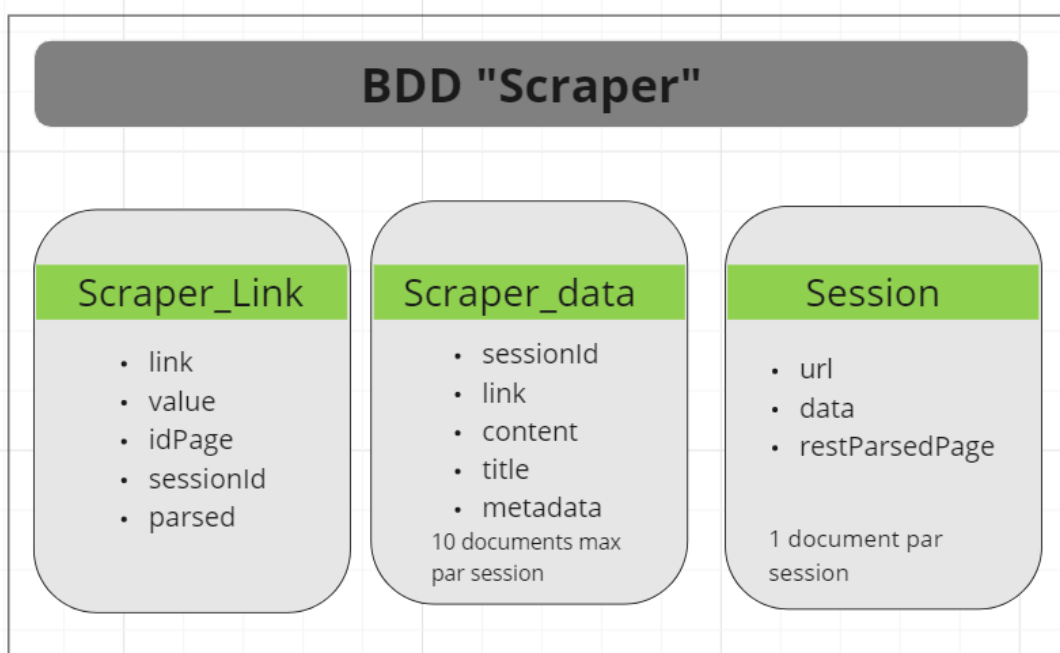 BDD "Scraper"
Scraper_Link
• link
• value
• idPage
• sessionId
• parsed
Scraper_data
• sessionId
• link
• content
• title
• metadata
10 documents max
par session
Session
• url
• data
• restParsedPage
1 document par
session